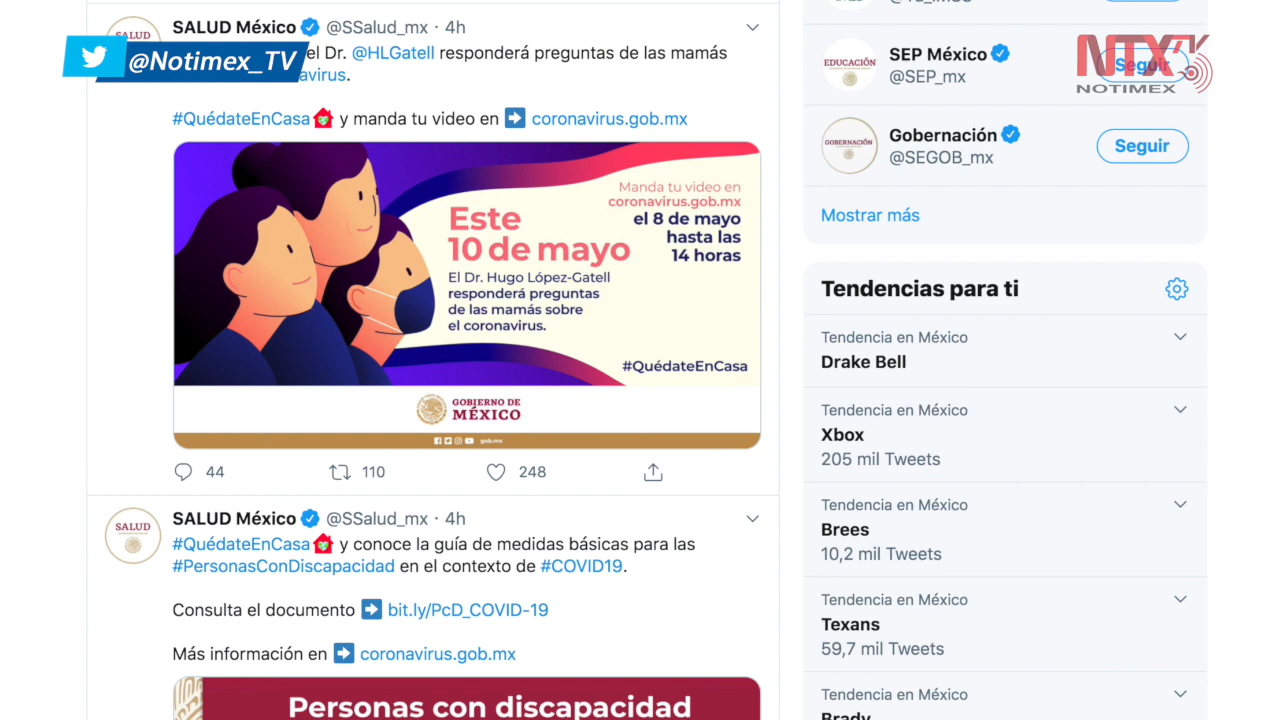 SALUD México @SSalud_mx · 4h
SALUD
@Notimex_TV
el Dr. @HLGatell responderá preguntas de las mamás
#QuédateEnCasa y manda tu video en coronavirus.gob.mx
Manda tu video en
coronavirus.gob.mx
el 8 de mayo
hasta las
14 horas
Este
10 de mayo
El Dr. Hugo López-Gatell
responderá preguntas
de las mamás sobre
el coronavirus.
#QuédateEnCasa
GOBIERNO DE
MÉXICO
gob.mx
44 110 248
SALUD México @SSalud_mx · 4h
SALUD
#QuédateEnCasa y conoce la guía de medidas básicas para las
#PersonasConDiscapacidad en el contexto de #COVID19.
Consulta el documento bit.ly/PcD_COVID-19
Más información en coronavirus.gob.mx
Personas con discapacidad
EDUCACIÓN
SEP México
@SEP_mx
Seguir
NTX
NOTIMEX
GOBERNACIÓN
Gobernación
@SEGOB_mx
Seguir
Mostrar más
Tendencias para ti
Tendencia en México
Drake Bell
Tendencia en México
Xbox
205 mil Tweets
Tendencia en México
Brees
10,2 mil Tweets
Tendencia en México
Texans
59,7 mil Tweets
Tendencia en México
Brady